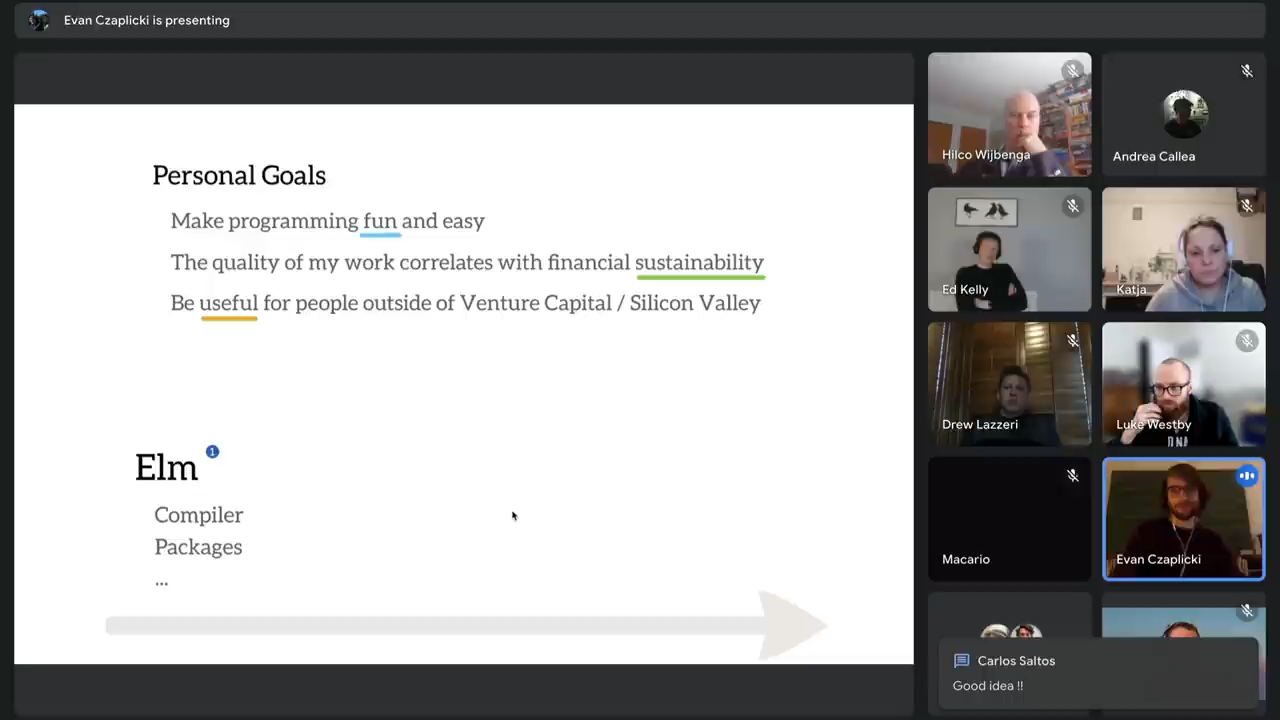 Evan Czaplicki is presenting
Personal Goals
Make programming fun and easy
The quality of my work correlates with financial sustainability
Be useful for people outside of Venture Capital / Silicon Valley
Elm 1
Compiler
Packages
...
Hilco Wijbenga
Andrea Callea
Ed Kelly
Katja
Drew Lazzeri
Luke Westby
DNA
Macario
Evan Czaplicki
Carlos Saltos
Good idea !!